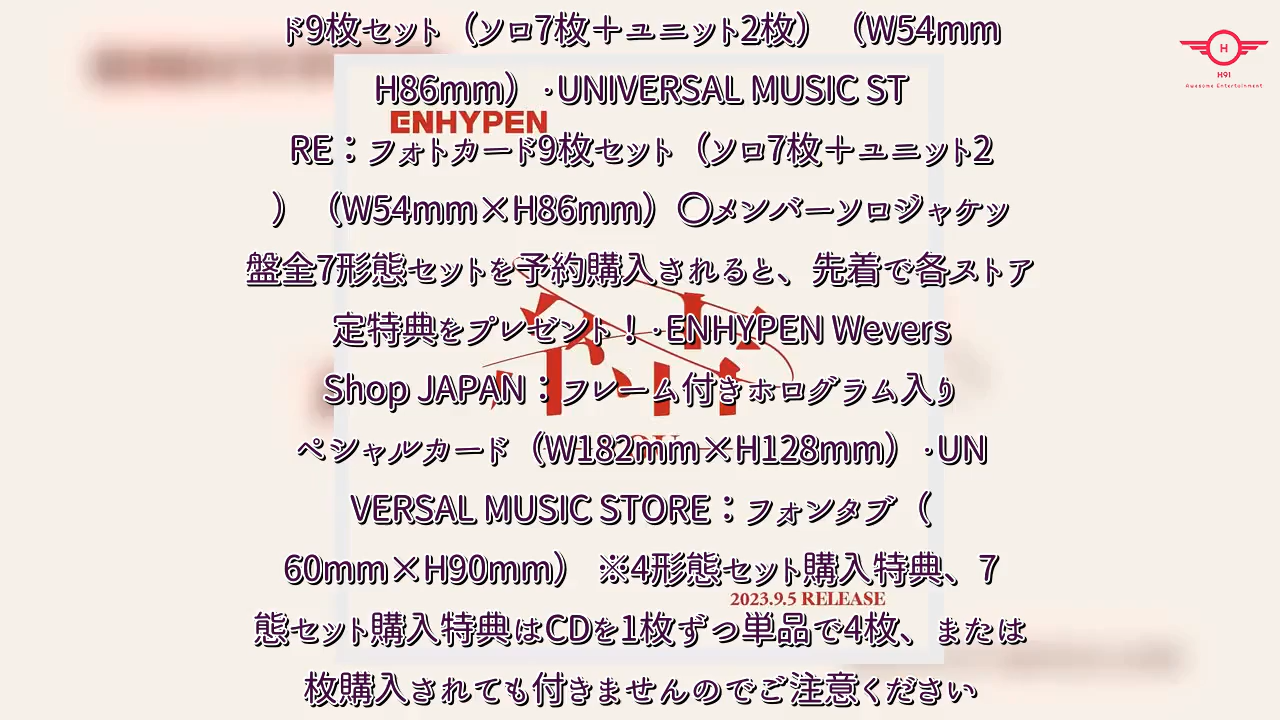 ド9枚セット（ソロ7枚＋ユニット2枚）（W54mm
H86mm）·UNIVERSAL MUSIC ST
ENHYPEN
RE：フォトカード9枚セット（ソロ7枚＋ユニット2
）（W54mm×H86mm）〇メンバーソロジャケッ
盤全7形態セットを予約購入されると、先着で各ストア
定特典をプレゼント！·ENHYPEN Wevers
Shop JAPAN：フレーム付きホログラム入り
ペシャルカード（W182mm×H128mm）·UN
VERSAL MUSIC STORE：フォンタブ（
60mm×H90mm） ※4形態セット購入特典、7
2023.9.5 RELEASE
態セット購入特典はCDを1枚ずつ単品で4枚、または
枚購入されても付きませんのでご注意ください
H
H91
Awesome Entertainment